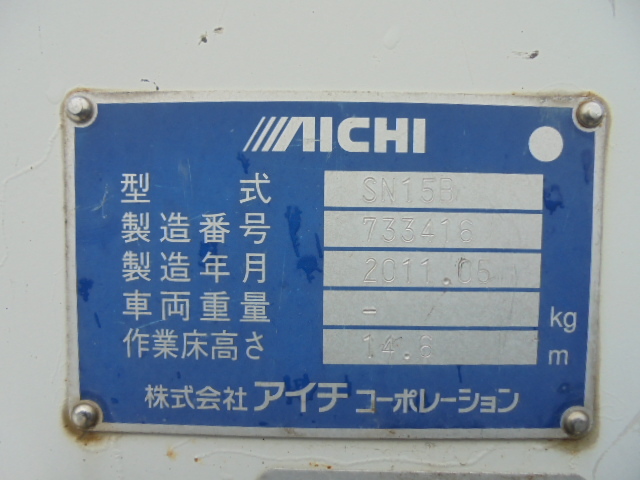 AICHI
型式 SN15B
製造番号 733416
製造年月 2011.05
車両重量 - kg
作業床高さ 14.8 m
株式会社 アイチ コーポレーション